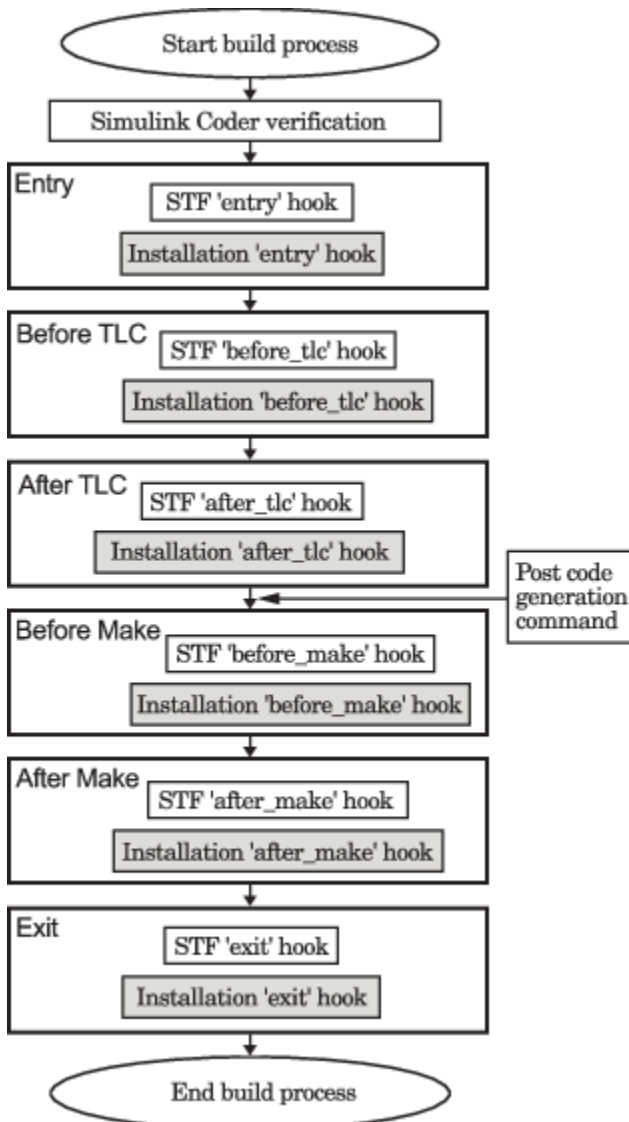 Start build process
Simulink Coder verification
Entry
STF 'entry' hook
Installation 'entry' hook
Before TLC
STF 'before_tlc' hook
Installation 'before_tlc' hook
After TLC
STF 'after_tlc' hook
Installation 'after_tlc' hook
Post code
generation
command
Before Make
STF 'before_make' hook
Installation 'before_make' hook
After Make
STF 'after_make' hook
Installation 'after_make' hook
Exit
STF 'exit' hook
Installation 'exit' hook
End build process